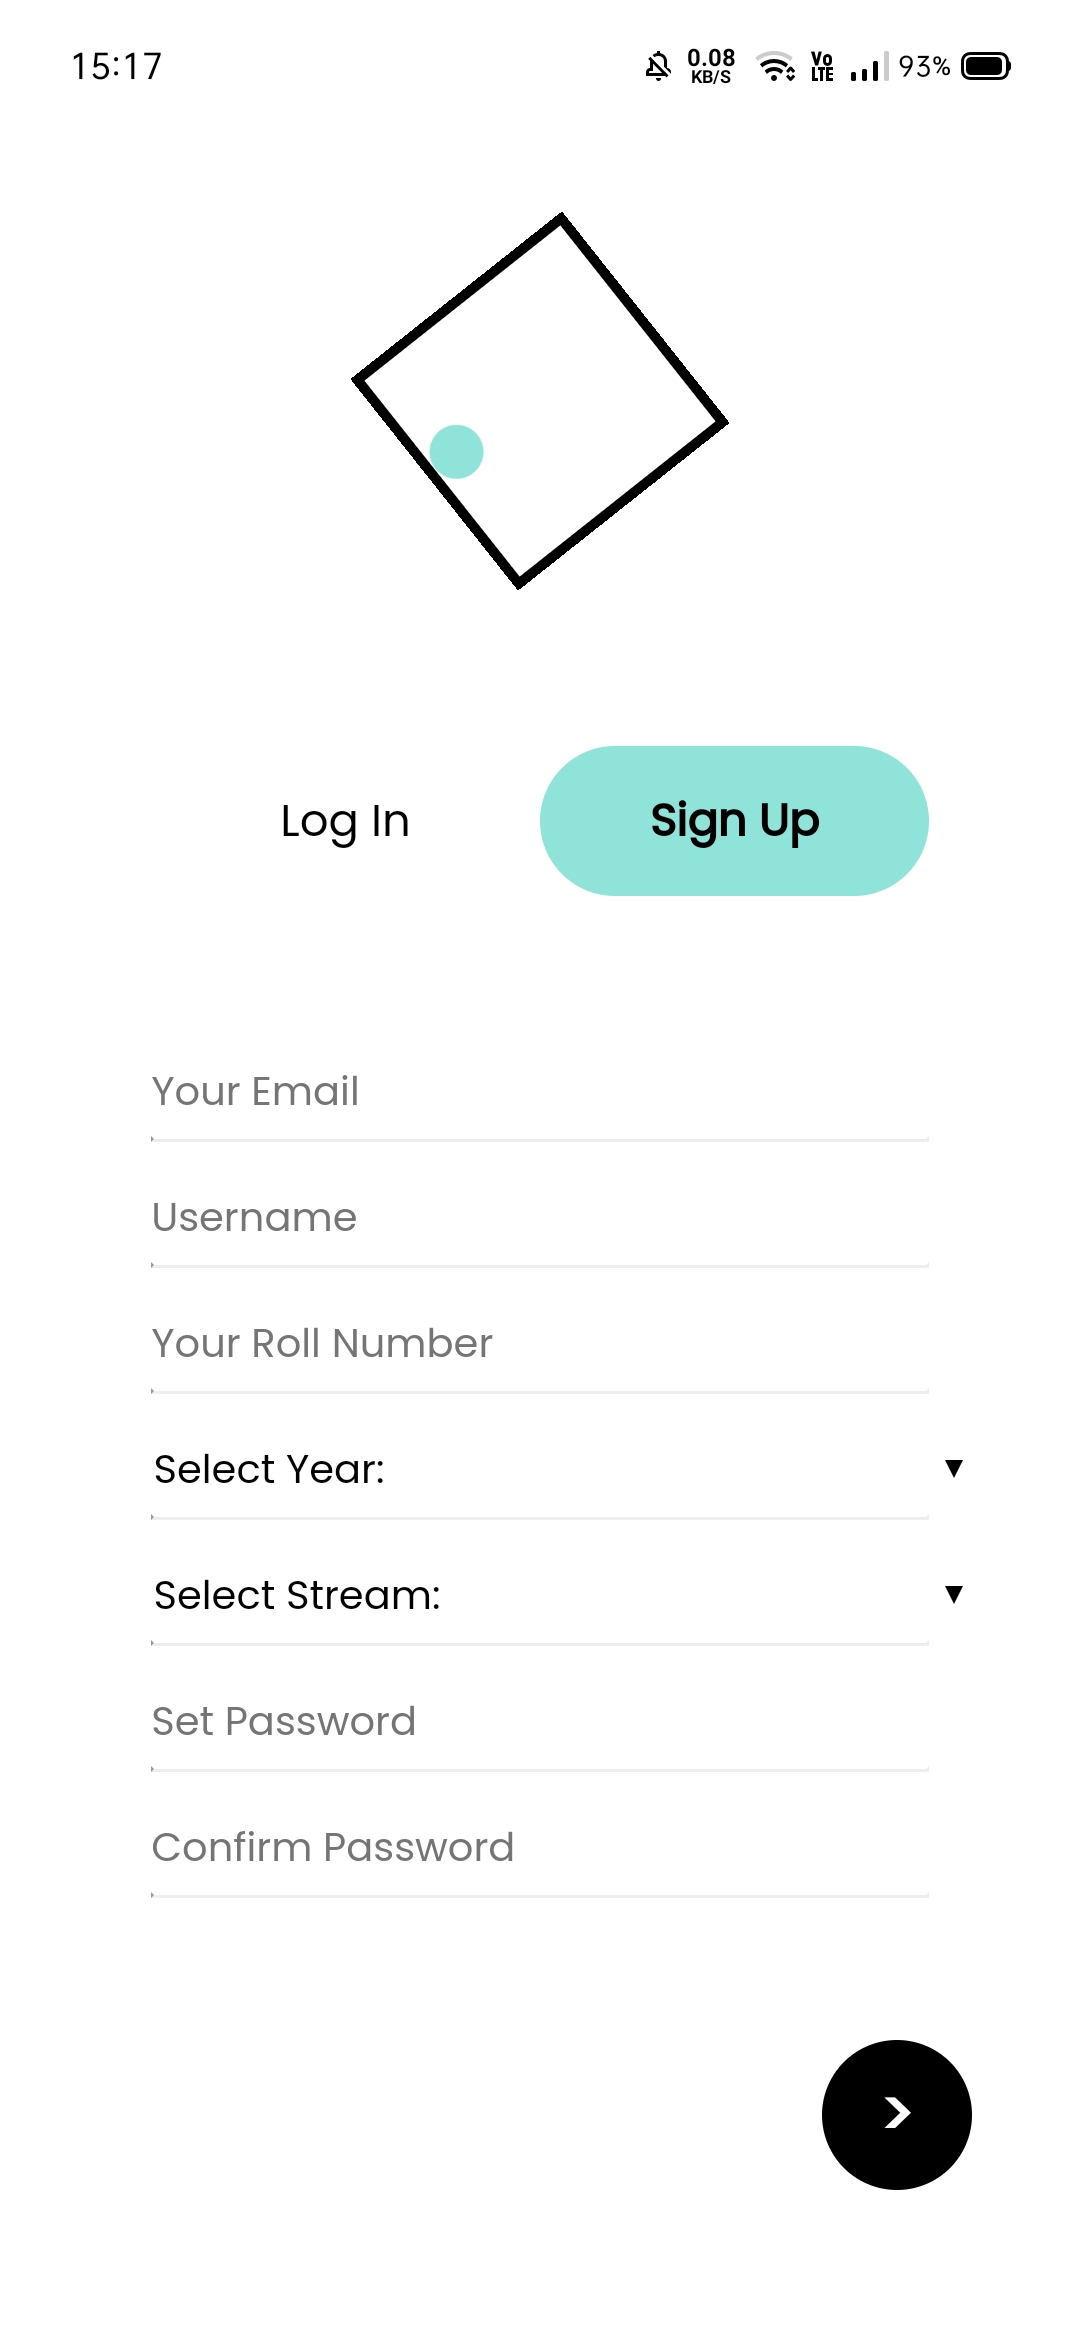 15:17 0.08 KB/S Vo LTE 93%
Log In Sign Up
Your Email
Username
Your Roll Number
Select Year: ▼
Select Stream: ▼
Set Password
Confirm Password
>